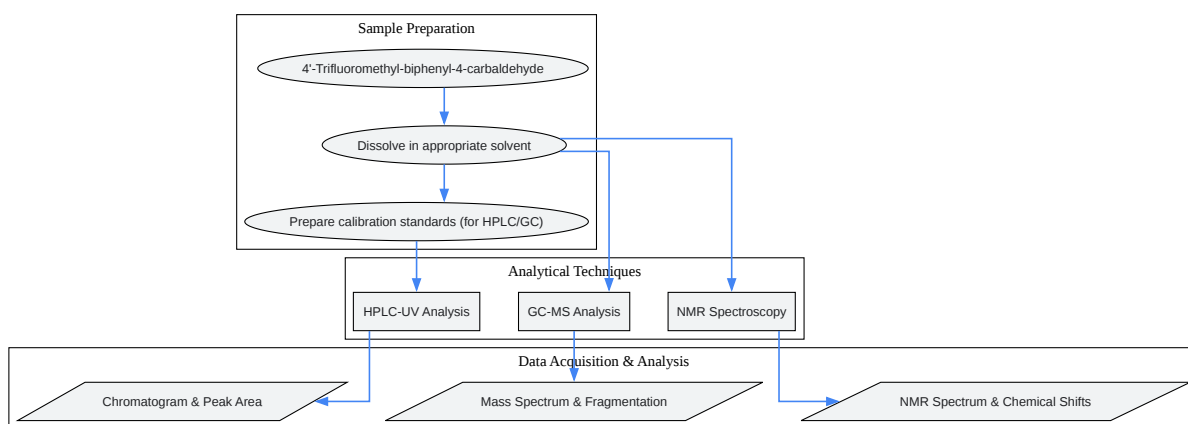 Sample Preparation
4'-Trifluoromethyl-biphenyl-4-carbaldehyde
Dissolve in appropriate solvent
Prepare calibration standards (for HPLC/GC)
Analytical Techniques
HPLC-UV Analysis
GC-MS Analysis
NMR Spectroscopy
Data Acquisition & Analysis
Chromatogram & Peak Area
Mass Spectrum & Fragmentation
NMR Spectrum & Chemical Shifts